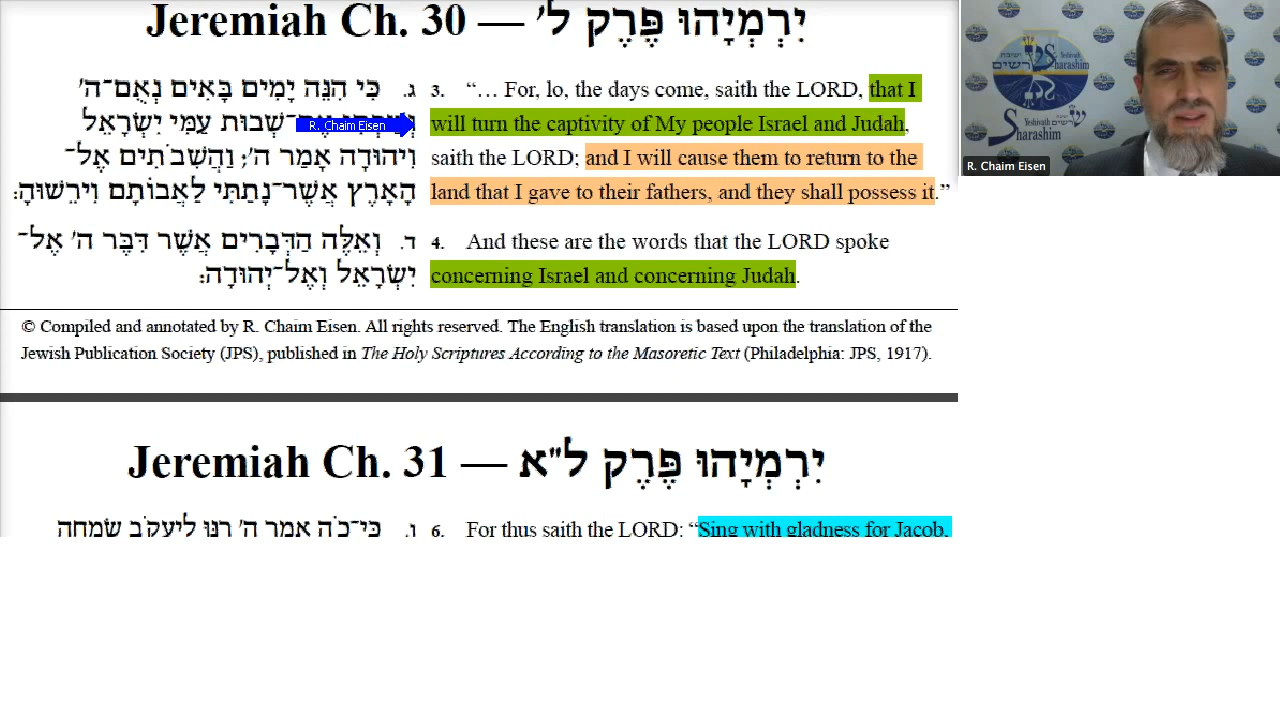 Jeremiah Ch. 30 — יִרְמְיָהוּ פֶּרֶק ל'
ג. כִּי הִנֵּה יָמִים בָּאִים נְאֻם־ה'
שְׁבוּת עַמִּי יִשְׂרָאֵל
וִיהוּדָה אָמַר ה'; וַהֲשִׁבֹתִים אֶל־
הָאָרֶץ אֲשֶׁר־נָתַתִּי לַאֲבוֹתָם וִירֵשׁוּהָ:
3. “… For, lo, the days come, saith the LORD, that I
will turn the captivity of My people Israel and Judah,
saith the LORD; and I will cause them to return to the
land that I gave to their fathers, and they shall possess it.”
ד. וְאֵלֶּה הַדְּבָרִים אֲשֶׁר דִּבֶּר ה' אֶל־
יִשְׂרָאֵל וְאֶל־יְהוּדָה:
4. And these are the words that the LORD spoke
concerning Israel and concerning Judah.
© Compiled and annotated by R. Chaim Eisen. All rights reserved. The English translation is based upon the translation of the
Jewish Publication Society (JPS), published in The Holy Scriptures According to the Masoretic Text (Philadelphia: JPS, 1917).
Jeremiah Ch. 31 — יִרְמְיָהוּ פֶּרֶק ל"א
ו. כִּי־כֹה אָמַר ה' רָנּוּ לְיַעֲקֹב שִׂמְחָה
6. For thus saith the LORD: “Sing with gladness for Jacob,
R. Chaim Eisen
Sharashim
Yeshivath
Sharashim
R. Chaim Eisen